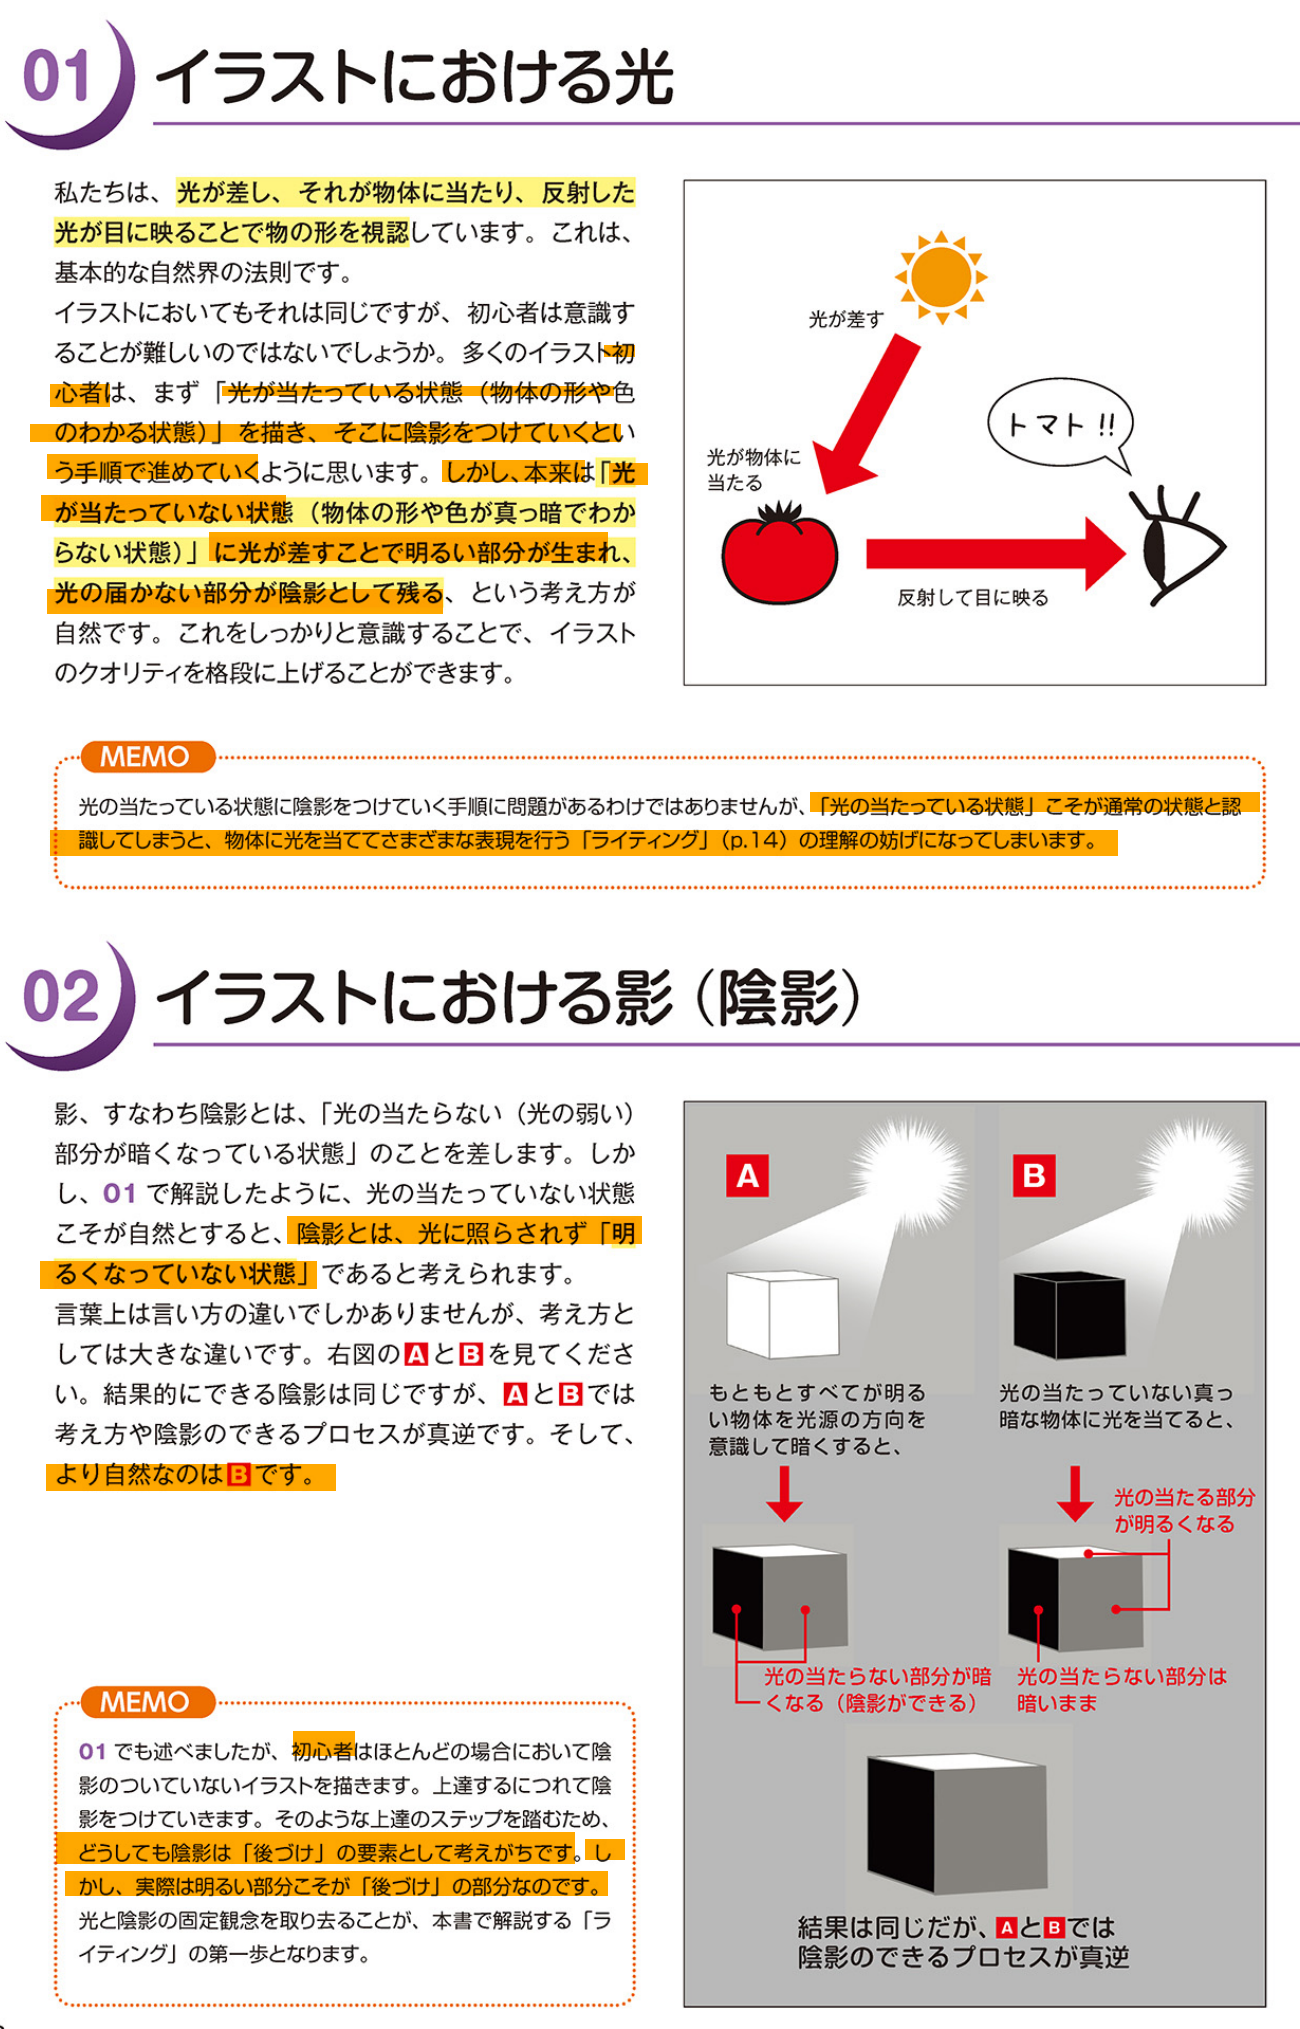 01 イラストにおける光
私たちは、光が差し、それが物体に当たり、反射した
光が目に映ることで物の形を視認しています。これは、
基本的な自然界の法則です。
イラストにおいてもそれは同じですが、初心者は意識す
ることが難しいのではないでしょうか。多くのイラスト初
心者は、まず「光が当たっている状態（物体の形や色
のわかる状態）」を描き、そこに陰影をつけていくとい
う手順で進めていくように思います。しかし、本来は「光
が当たっていない状態（物体の形や色が真っ暗でわか
らない状態）」に光が差すことで明るい部分が生まれ、
光の届かない部分が陰影として残る、という考え方が
自然です。これをしっかりと意識することで、イラスト
のクオリティを格段に上げることができます。
光が差す
トマト!!
光が物体に
当たる
反射して目に映る
MEMO
光の当たっている状態に陰影をつけていく手順に問題があるわけではありませんが、「光の当たっている状態」こそが通常の状態と認
識してしまうと、物体に光を当ててさまざまな表現を行う「ライティング」（p.14）の理解の妨げになってしまいます。
02 イラストにおける影（陰影）
影、すなわち陰影とは、「光の当たらない（光の弱い）
部分が暗くなっている状態」のことを差します。しか
し、01 で解説したように、光の当たっていない状態
こそが自然とすると、陰影とは、光に照らされず「明
るくなっていない状態」であると考えられます。
言葉上は言い方の違いでしかありませんが、考え方と
しては大きな違いです。右図のAとBを見てくださ
い。結果的にできる陰影は同じですが、AとBでは
考え方や陰影のできるプロセスが真逆です。そして、
より自然なのはBです。
MEMO
01 でも述べましたが、初心者はほとんどの場合において陰
影のついていないイラストを描きます。上達するにつれて陰
影をつけていきます。そのような上達のステップを踏むため、
どうしても陰影は「後づけ」の要素として考えがちです。し
かし、実際は明るい部分こそが「後づけ」の部分なのです。
光と陰影の固定観念を取り去ることが、本書で解説する「ラ
イティング」の第一歩となります。
A
もともとすべてが明る
い物体を光源の方向を
意識して暗くすると、
光の当たらない部分が暗
くなる（陰影ができる）
B
光の当たっていない真っ
暗な物体に光を当てると、
光の当たる部分
が明るくなる
光の当たらない部分は
暗いまま
結果は同じだが、AとBでは
陰影のできるプロセスが真逆